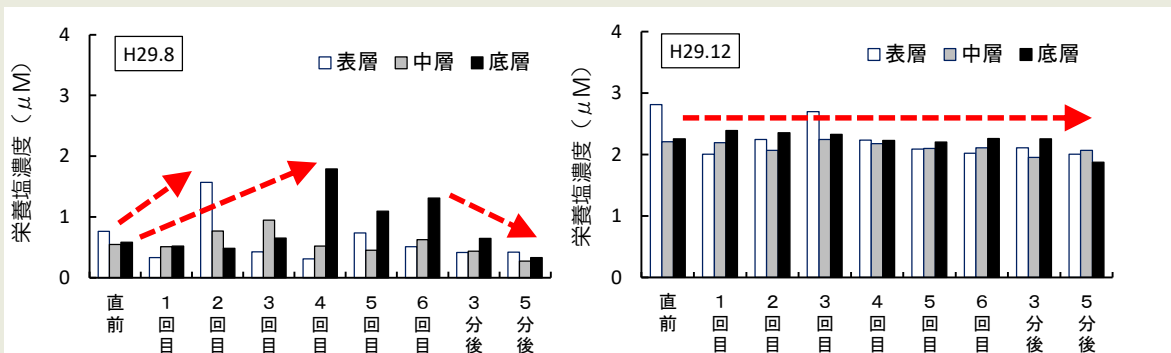 H29.8
□表層 ■中層 ■底層
栄養塩濃度(μM)
4
3
2
1
0
直前
1回目
2回目
3回目
4回目
5回目
6回目
3分後
5分後
H29.12
□表層 ■中層 ■底層
栄養塩濃度(μM)
4
3
2
1
0
直前
1回目
2回目
3回目
4回目
5回目
6回目
3分後
5分後